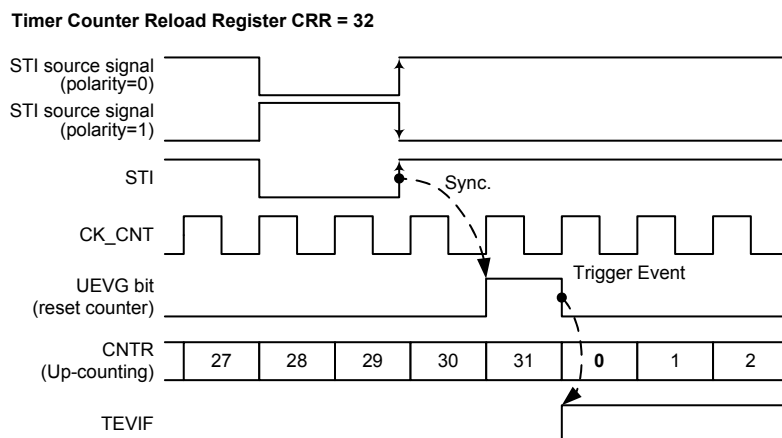 Timer Counter Reload Register CRR = 32
STI source signal
(polarity=0)
STI source signal
(polarity=1)
STI
Sync.
CK_CNT
UEVG bit
(reset counter)
Trigger Event
CNTR
(Up-counting)
27 28 29 30 31 0 1 2
TEVIF